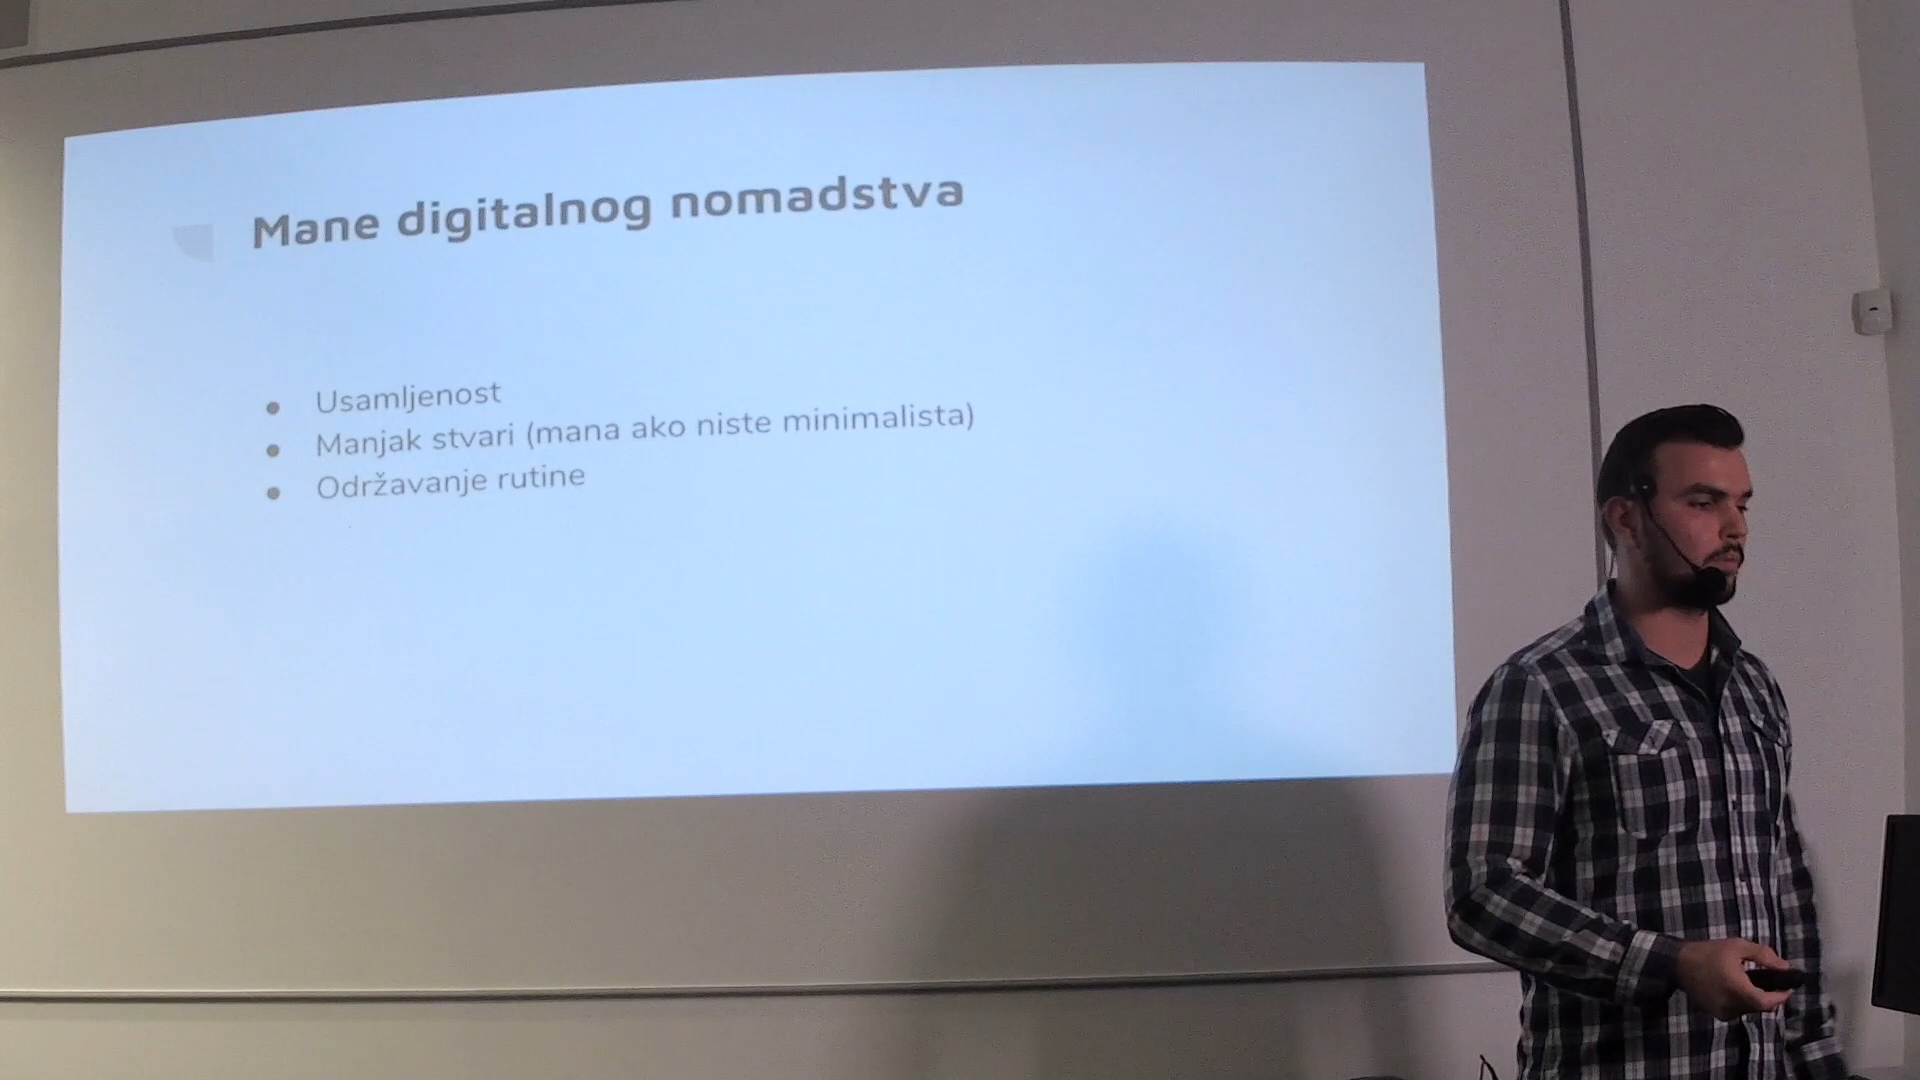 Mane digitalnog nomadstva
Usamljenost
Manjak stvari (mana ako niste minimalista)
Održavanje rutine